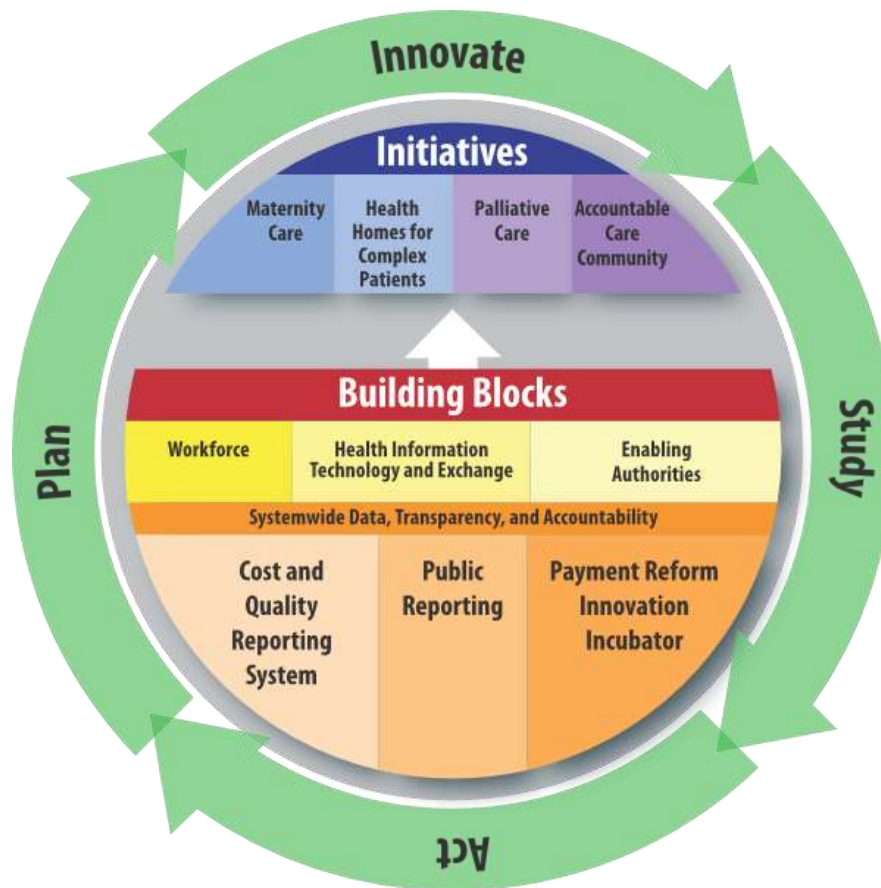 Innovate
Initiatives
Maternity
Care
Health
Homes for
Complex
Patients
Palliative
Care
Accountable
Care
Community
Building Blocks
Workforce
Health Information
Technology and Exchange
Enabling
Authorities
Systemwide Data, Transparency, and Accountability
Cost and
Quality
Reporting
System
Public
Reporting
Payment Reform
Innovation
Incubator
Study
Act
Plan